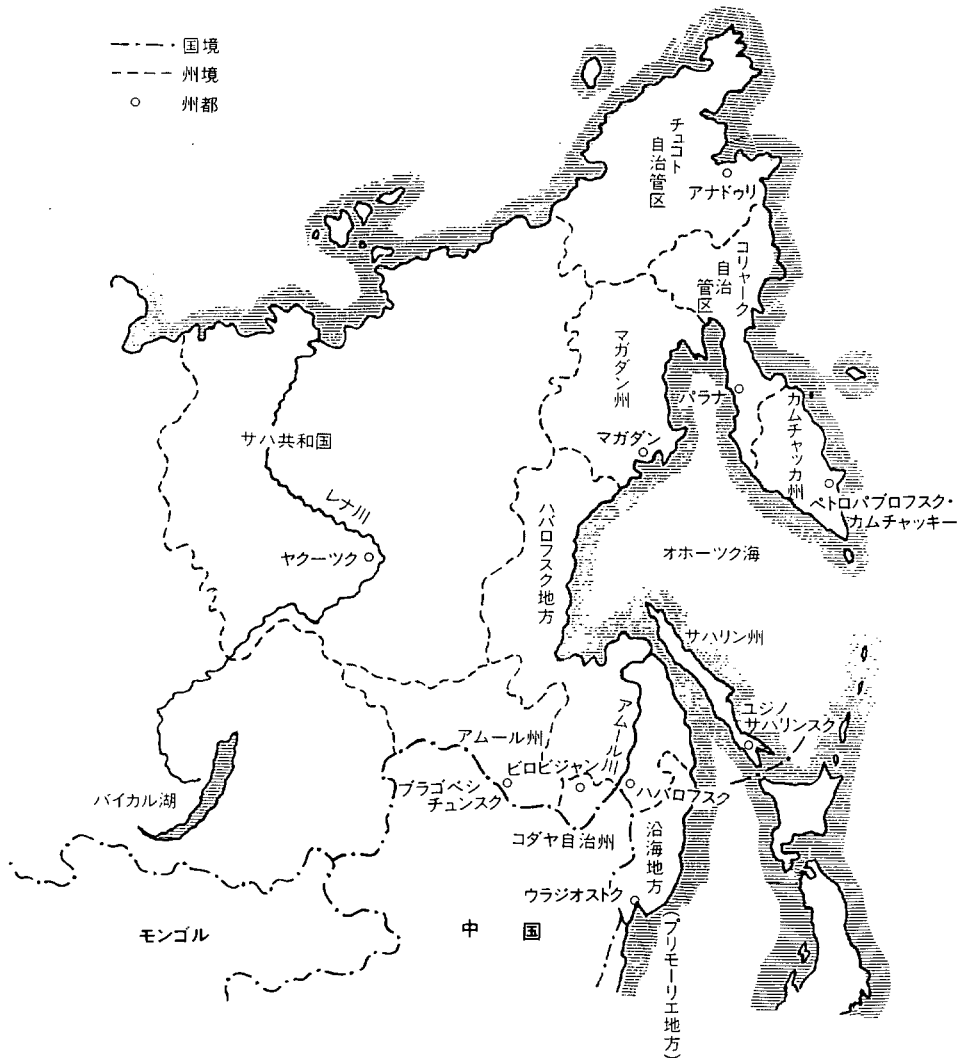 国境
州境
州都
チュコト
自治管区
アナドゥリ
コリャーク
自治
管区
マガダン州
パラナ
カムチャッカ州
マガダン
ペトロパブロフスク・
カムチャッキー
サハ共和国
レナ川
ヤクーツク
ハバロフスク地方
オホーツク海
サハリン州
ユジノ
サハリンスク
アムール川
アムール州
ビロビジャン
ブラゴベシ
チュンスク
ハバロフスク
バイカル湖
コダヤ自治州
沿海地方
(プリモーリエ地方)
ウラジオストク
モンゴル
中国